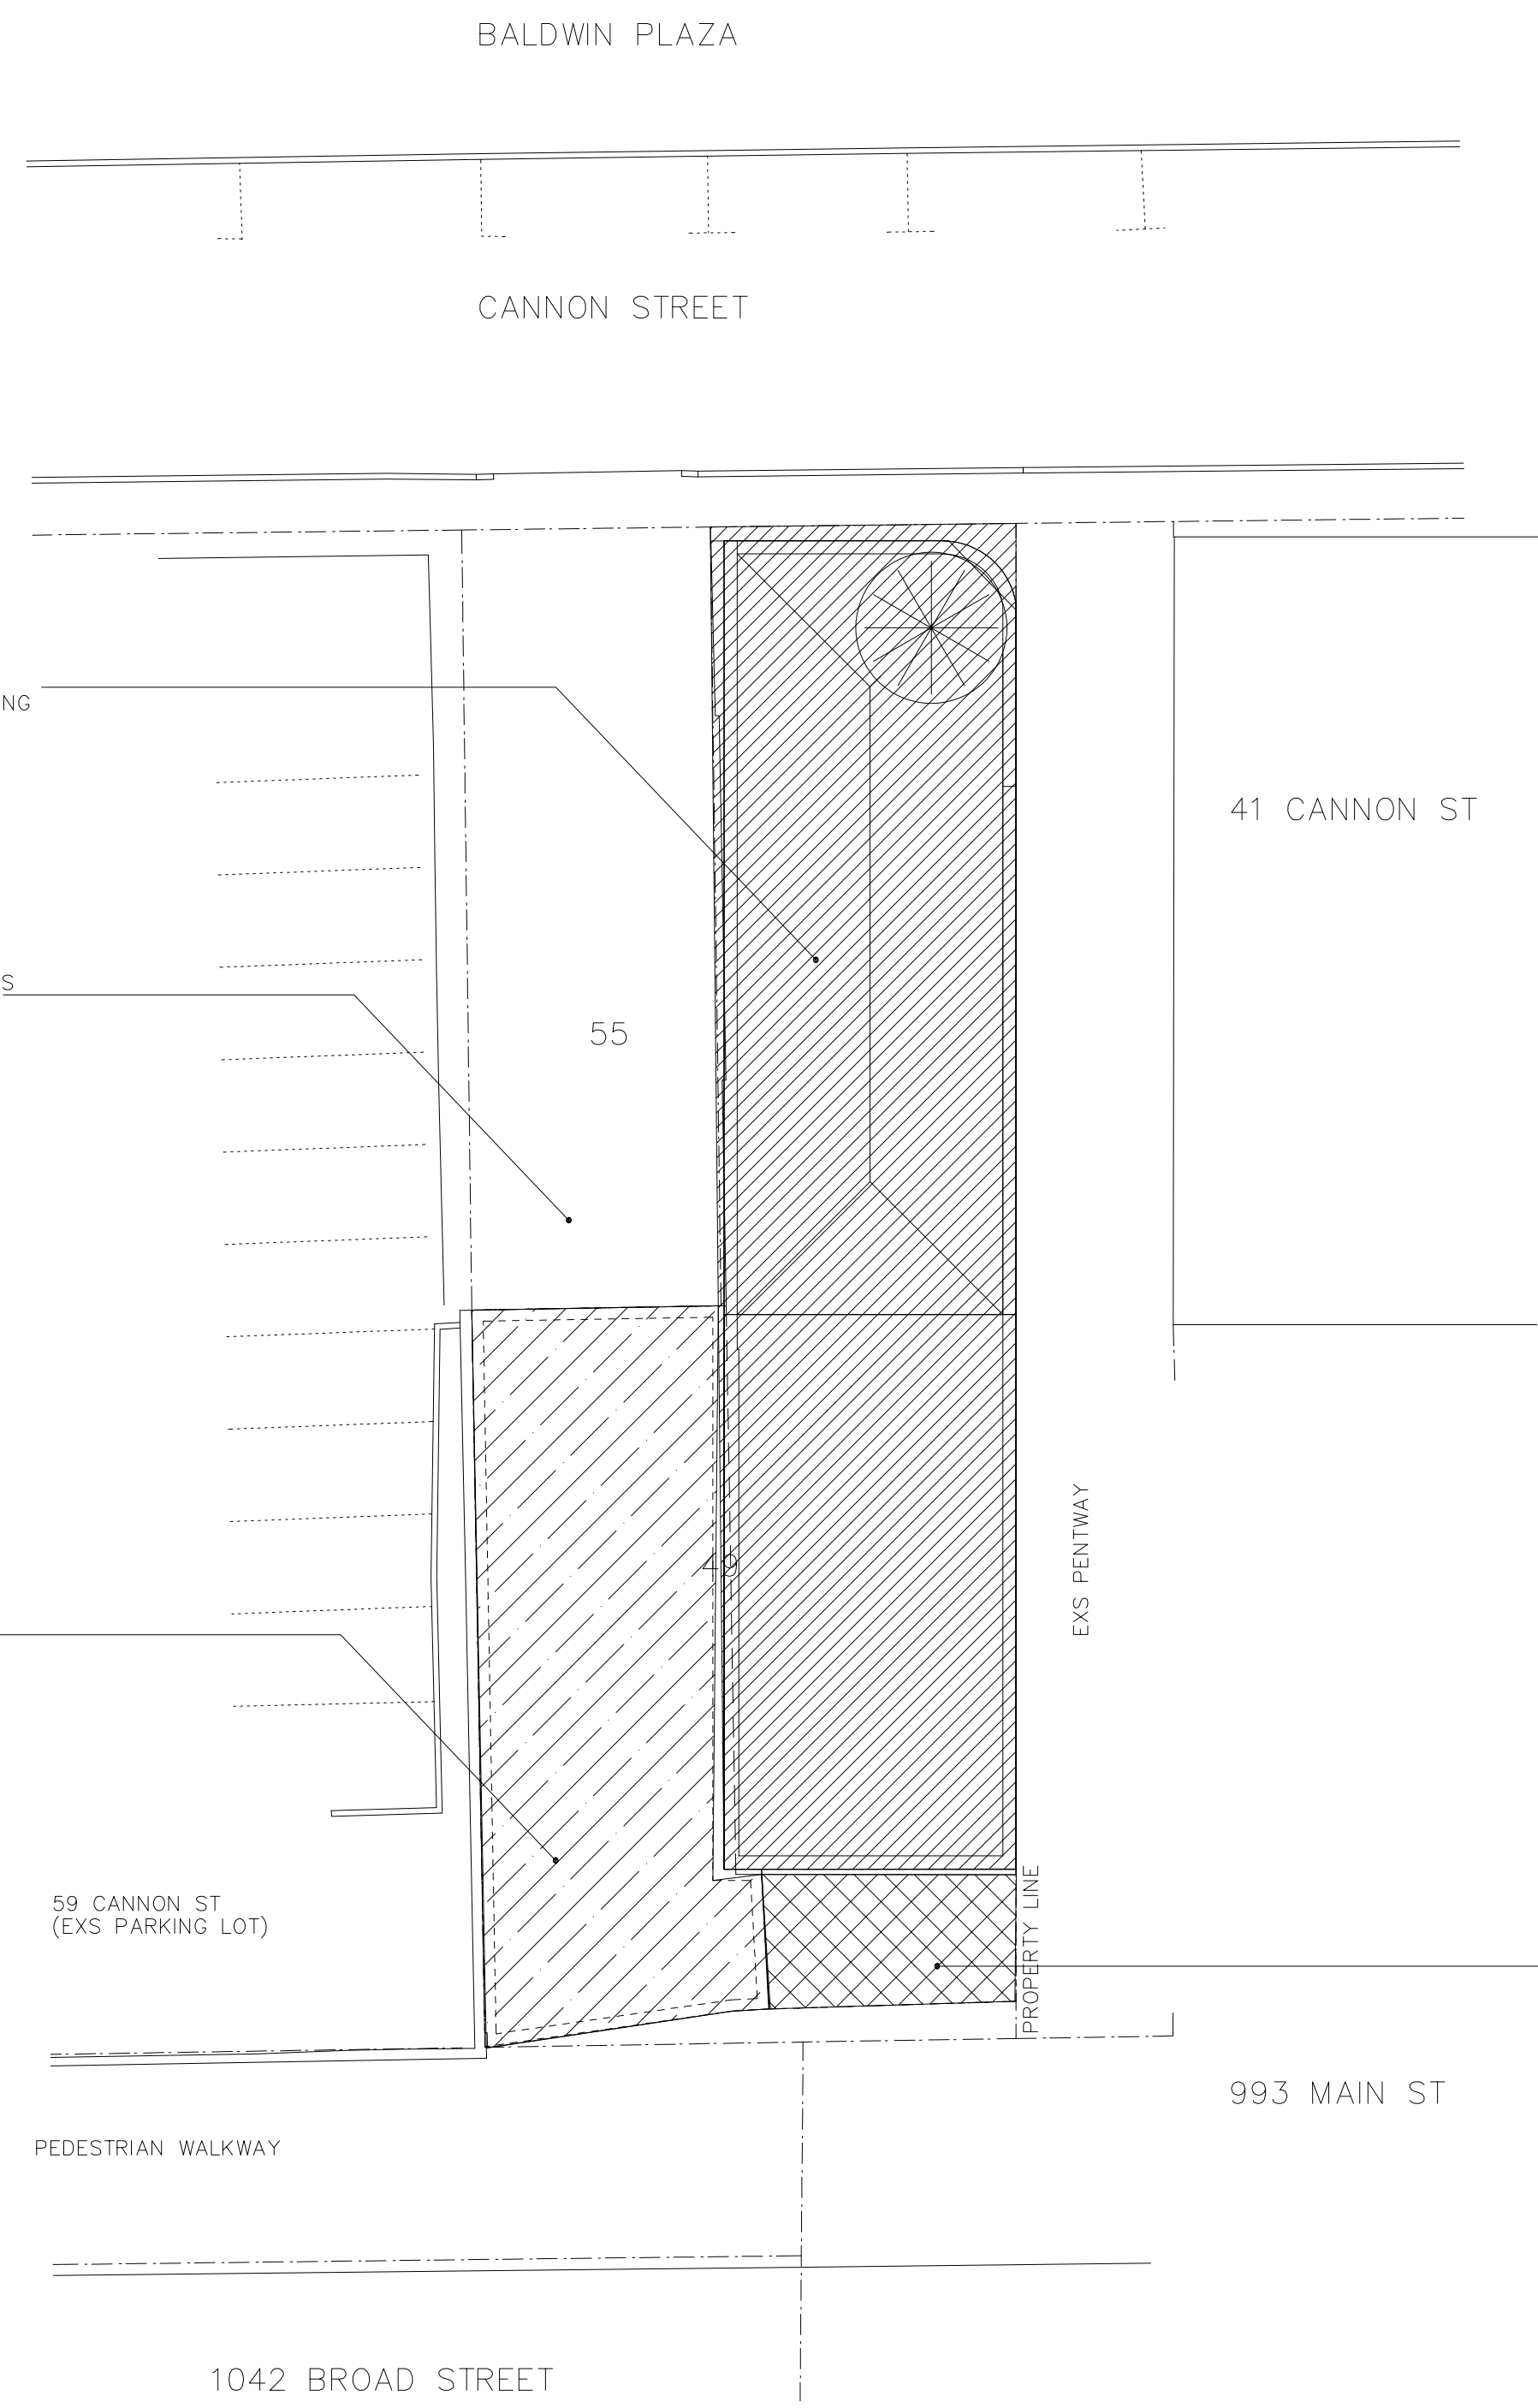 BALDWIN PLAZA
CANNON STREET
NG
41 CANNON ST
S
55
EXS PENTWAY
49
59 CANNON ST
(EXS PARKING LOT)
PROPERTY LINE
993 MAIN ST
PEDESTRIAN WALKWAY
1042 BROAD STREET